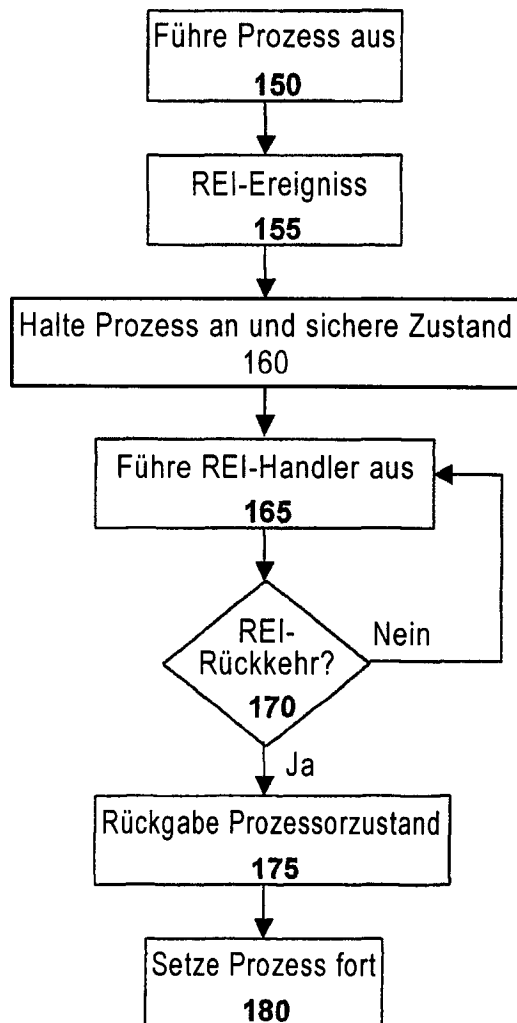 Führe Prozess aus
150
REI-Ereigniss
155
Halte Prozess an und sichere Zustand
160
Führe REI-Handler aus
165
REI-
Rückkehr?
170
Nein
Ja
Rückgabe Prozessorzustand
175
Setze Prozess fort
180